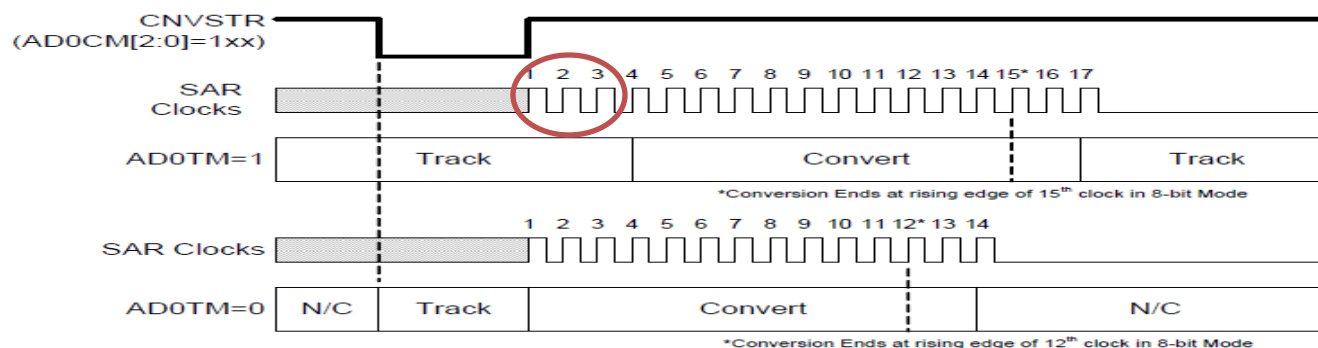 CNVSTR
(AD0CM[2:0]=1xx)
1 2 3 4 5 6 7 8 9 10 11 12 13 14 15* 16 17
SAR
Clocks
AD0TM=1 Track Convert Track
*Conversion Ends at rising edge of 15th clock in 8-bit Mode
1 2 3 4 5 6 7 8 9 10 11 12* 13 14
SAR Clocks
AD0TM=0 N/C Track Convert N/C
*Conversion Ends at rising edge of 12th clock in 8-bit Mode